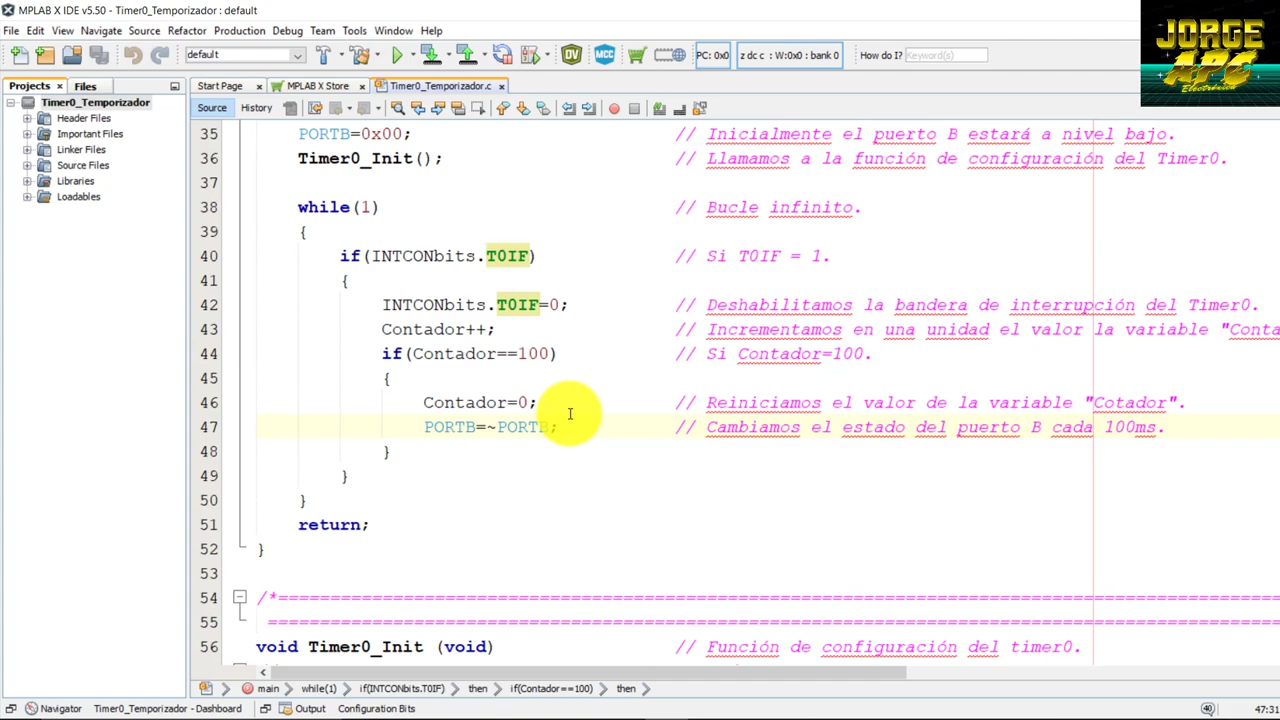 MPLAB X IDE v5.50 - Timer0_Temporizador : default
File Edit View Navigate Source Refactor Production Debug Team Tools Window Help
default PC: 0x0 z dc c : W:0x0 : bank 0 How do I? Keyword(s)
JORGE
APC
Electrónica
Projects Files Start Page MPLAB X Store Timer0_Temporizador.c
Timer0_Temporizador Source History
Header Files
Important Files
Linker Files
Source Files
Libraries
Loadables
35 PORTB=0x00; // Inicialmente el puerto B estará a nivel bajo.
36 Timer0_Init(); // Llamamos a la función de configuración del Timer0.
37
38 while(1) // Bucle infinito.
39 {
40 if(INTCONbits.T0IF) // Si T0IF = 1.
41 {
42 INTCONbits.T0IF=0; // Deshabilitamos la bandera de interrupción del Timer0.
43 Contador++; // Incrementamos en una unidad el valor la variable "Conta
44 if(Contador==100) // Si Contador=100.
45 {
46 Contador=0; // Reiniciamos el valor de la variable "Cotador".
47 PORTB=~PORTB; // Cambiamos el estado del puerto B cada 100ms.
48 }
49 }
50 }
51 return;
52 }
53
54 /*==============================================================================
55 ==============================================================================
56 void Timer0_Init (void) // Función de configuración del timer0.
main while(1) if(INTCONbits.T0IF) then if(Contador==100) then
Navigator Timer0_Temporizador - Dashboard Output Configuration Bits 40 47:31